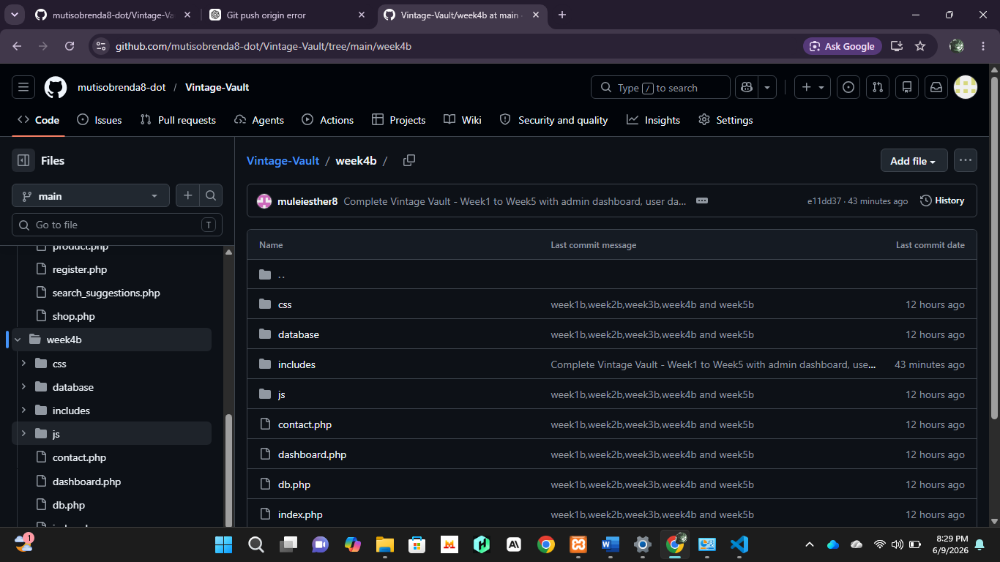 mutisobrenda8-dot/Vintage-Va
Git push origin error
Vintage-Vault/week4b at main
github.com/mutisobrenda8-dot/Vintage-Vault/tree/main/week4b
Ask Google
mutisobrenda8-dot / Vintage-Vault
Type / to search
Code
Issues
Pull requests
Agents
Actions
Projects
Wiki
Security and quality
Insights
Settings
Files
main
Go to file
T
product.php
register.php
search_suggestions.php
shop.php
week4b
css
database
includes
js
contact.php
dashboard.php
db.php
Vintage-Vault / week4b /
Add file
muleiesther8 Complete Vintage Vault - Week1 to Week5 with admin dashboard, user da...
e11dd37 · 43 minutes ago
History
Name Last commit message Last commit date
..
css week1b,week2b,week3b,week4b and week5b 12 hours ago
database week1b,week2b,week3b,week4b and week5b 12 hours ago
includes Complete Vintage Vault - Week1 to Week5 with admin dashboard, use... 43 minutes ago
js week1b,week2b,week3b,week4b and week5b 12 hours ago
contact.php week1b,week2b,week3b,week4b and week5b 12 hours ago
dashboard.php week1b,week2b,week3b,week4b and week5b 12 hours ago
db.php week1b,week2b,week3b,week4b and week5b 12 hours ago
index.php week1b,week2b,week3b,week4b and week5b 12 hours ago
1
8:29 PM
6/9/2026